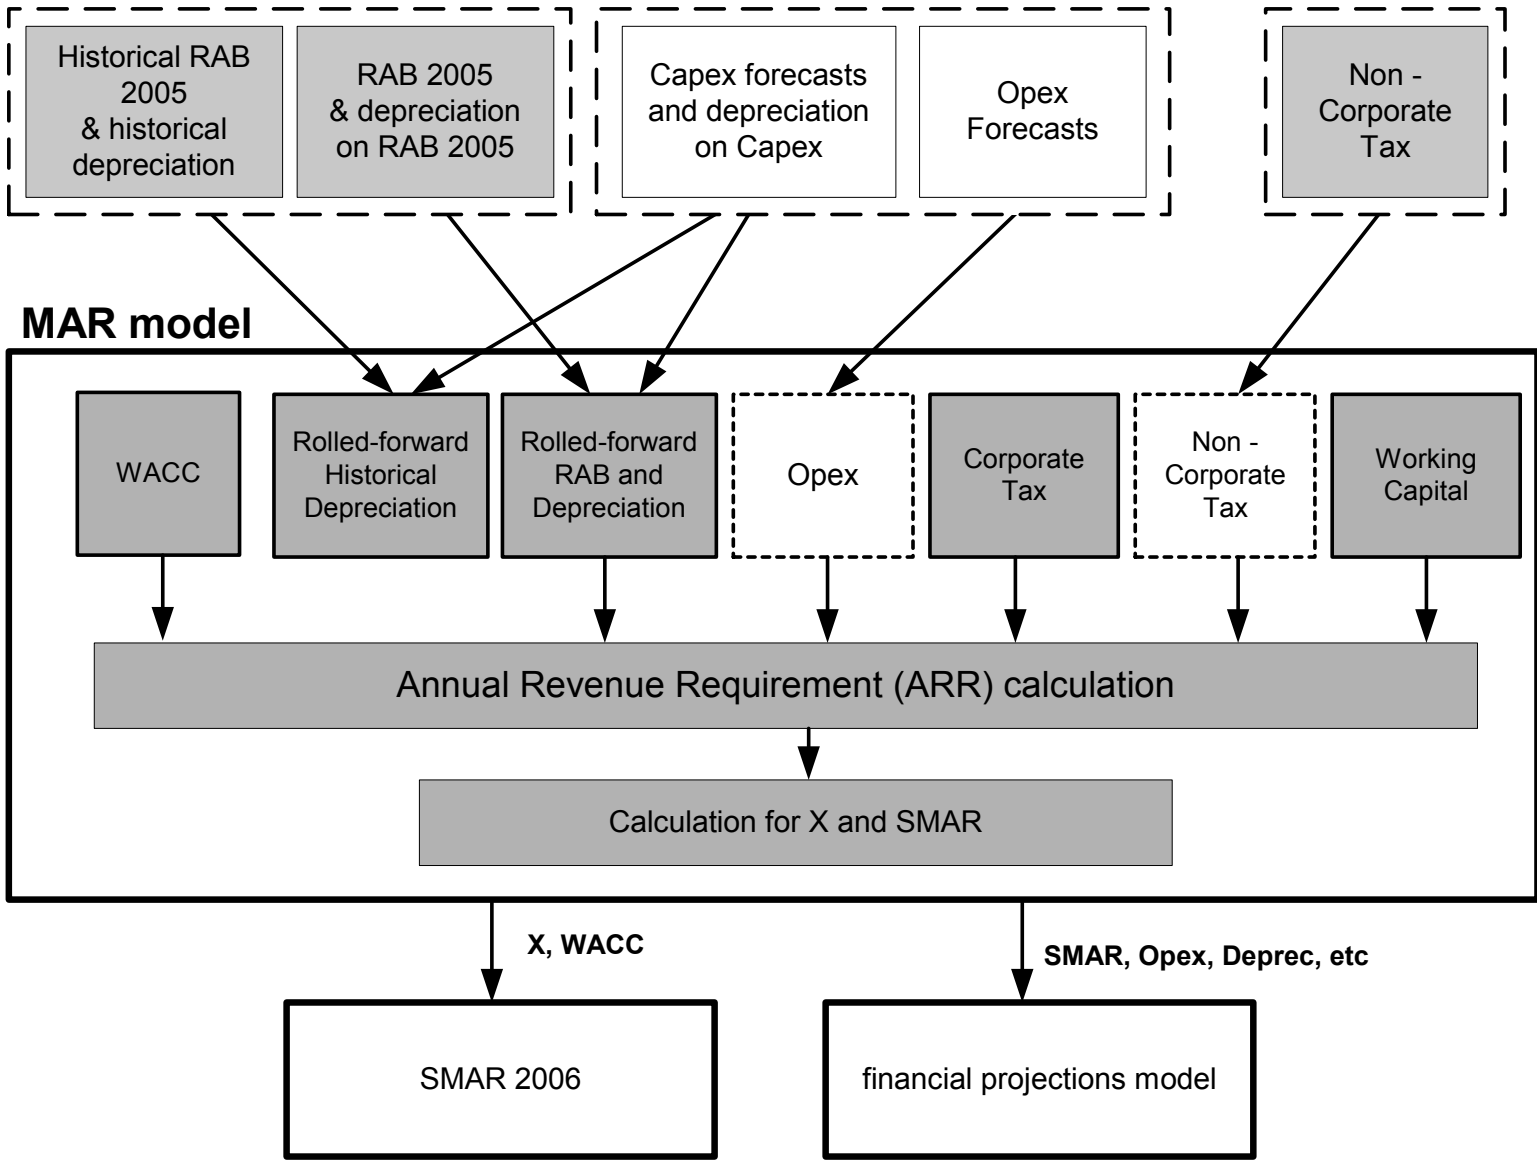 Historical RAB
2005
& historical
depreciation
RAB 2005
& depreciation
on RAB 2005
Capex forecasts
and depreciation
on Capex
Opex
Forecasts
Non -
Corporate
Tax
MAR model
WACC
Rolled-forward
Historical
Depreciation
Rolled-forward
RAB and
Depreciation
Opex
Corporate
Tax
Non -
Corporate
Tax
Working
Capital
Annual Revenue Requirement (ARR) calculation
Calculation for X and SMAR
X, WACC
SMAR, Opex, Deprec, etc
SMAR 2006
financial projections model